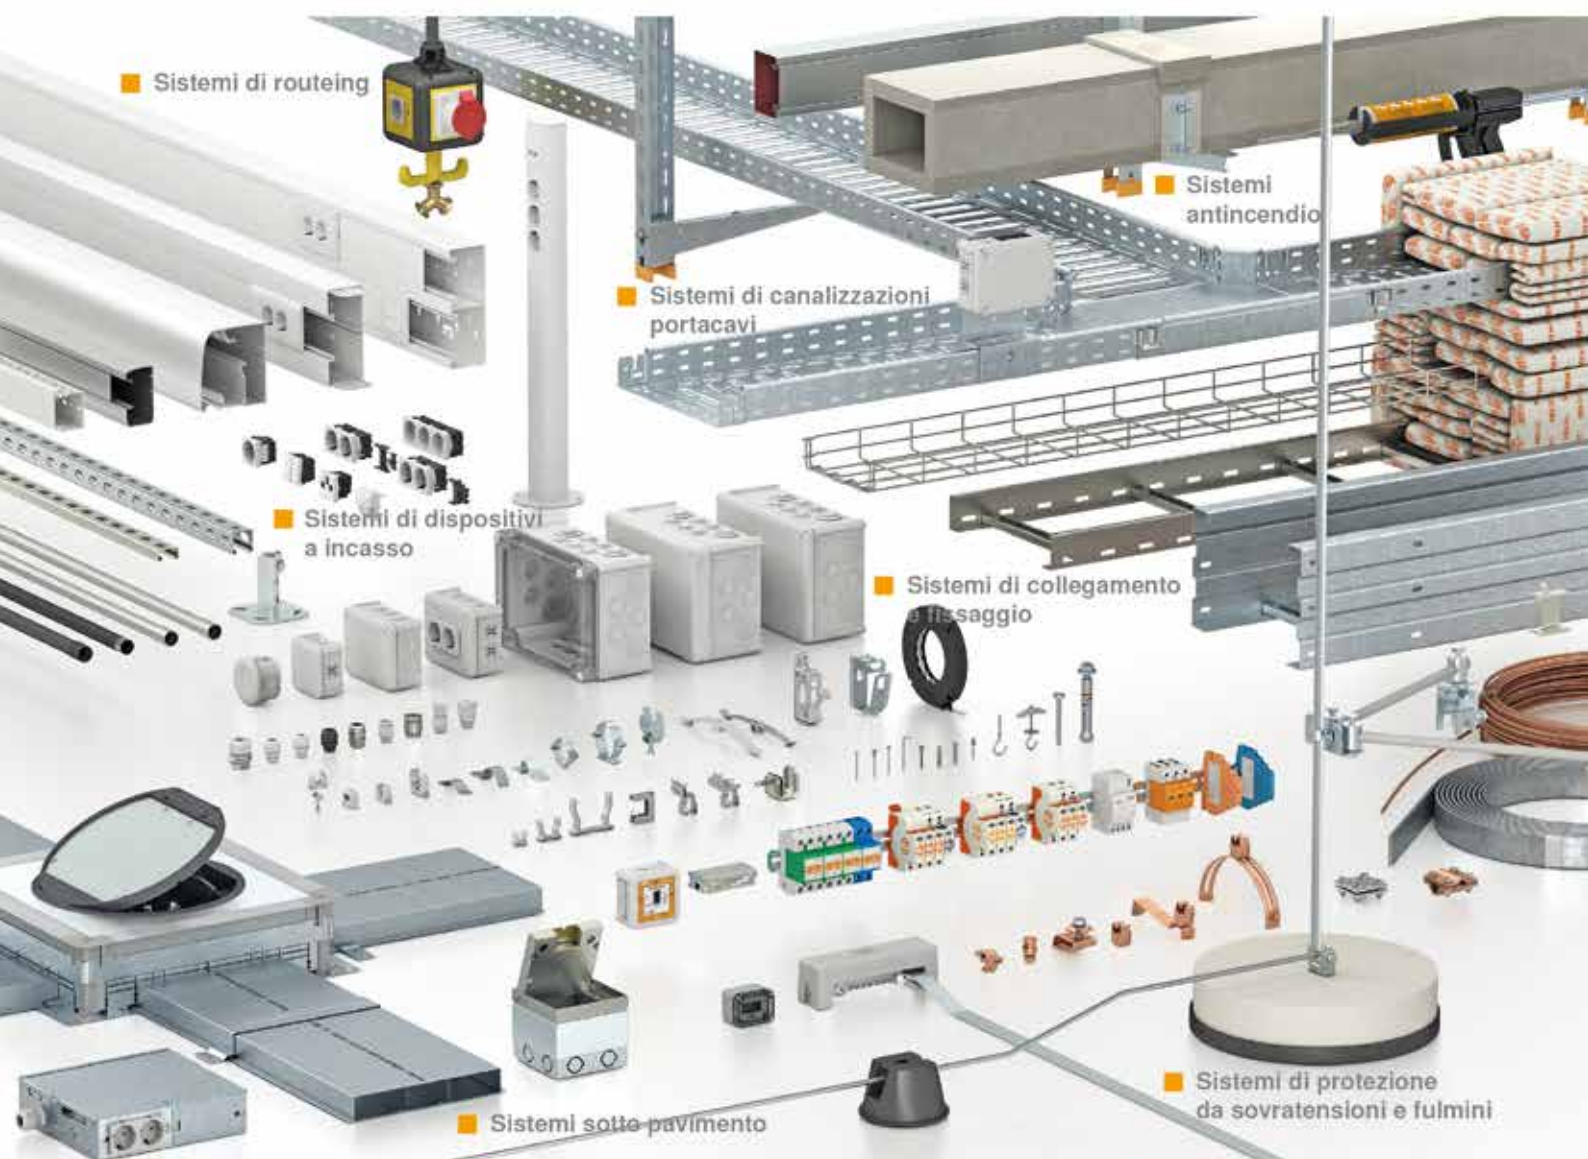 Sistemi di routeing
Sistemi
antincendio
Sistemi di canalizzazioni
portacavi
Sistemi di dispositivi
a incasso
Sistemi di collegamento
e fissaggio
Sistemi di protezione
da sovratensioni e fulmini
Sistemi sotto pavimento